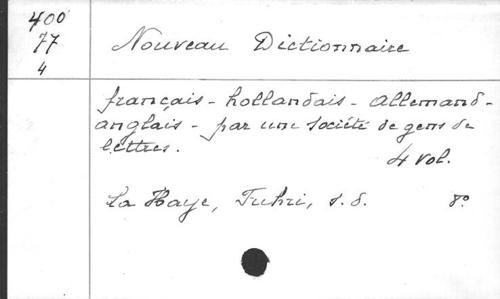 400
77
4
Nouveau Dictionnaire
français - hollandais - allemand -
anglais - par une société de gens de
lettres.
4 vol.
La Haye, Fuhri, s.d. 8°